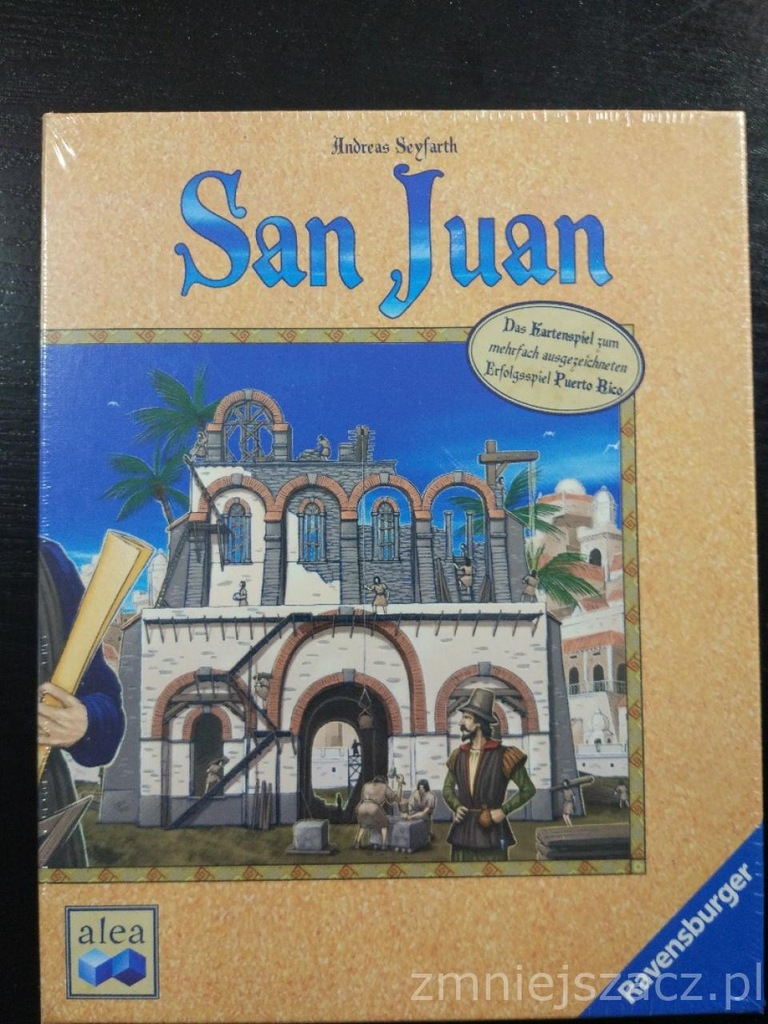 Andreas Seyfarth
San Juan
Das Kartenspiel zum
mehrfach ausgezeichneten
Erfolgsspiel Puerto Rico
alea
Ravensburger
zmniejszacz.pl